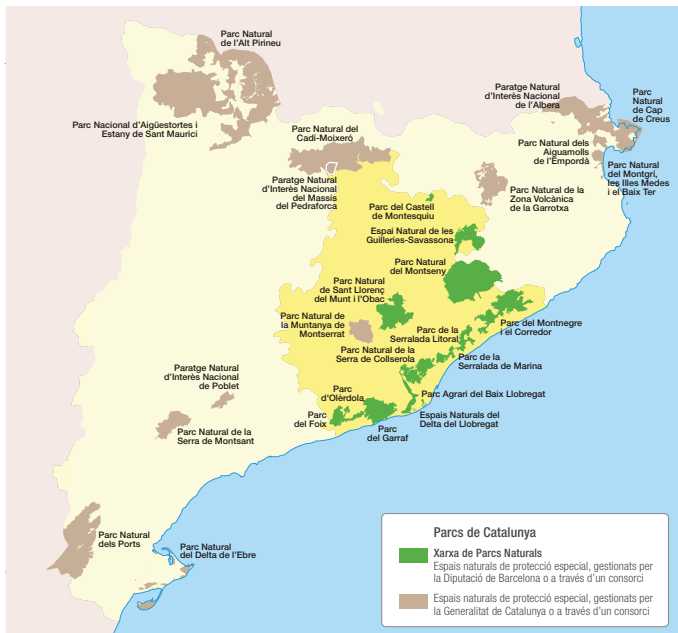 Parc Natural
de l'Alt Pirineu
Parc Nacional d'Aigüestortes i
Estany de Sant Maurici
Parc Natural del
Cadí-Moixeró
Paratge Natural
d'Interès Nacional
del Massís
del Pedraforca
Paratge Natural
d'Interès Nacional
de l'Albera
Parc
Natural
de Cap
de Creus
Parc Natural dels
Aiguamolls
de l'Empordà
Parc Natural
del Montgrí,
les Illes Medes
i el Baix Ter
Parc Natural de la
Zona Volcànica
de la Garrotxa
Parc del Castell
de Montesquiu
Espai Natural de les
Guilleries-Savassona
Parc Natural
del Montseny
Parc Natural
de Sant Llorenç
del Munt i l'Obac
Parc Natural de
la Muntanya de
Montserrat
Parc de la
Serralada Litoral
Parc del Montnegre
i el Corredor
Parc Natural de la
Serra de Collserola
Parc de la
Serralada de Marina
Paratge Natural
d'Interès Nacional
de Poblet
Parc
d'Olèrdola
Parc Agrari del Baix Llobregat
Parc
del Foix
Espais Naturals del
Delta del Llobregat
Parc
del Garraf
Parc Natural de la
Serra de Montsant
Parc Natural
dels Ports
Parc Natural
del Delta de l'Ebre
Parcs de Catalunya
Xarxa de Parcs Naturals
Espais naturals de protecció especial, gestionats per
la Diputació de Barcelona o a través d'un consorci
Espais naturals de protecció especial, gestionats per
la Generalitat de Catalunya o a través d'un consorci